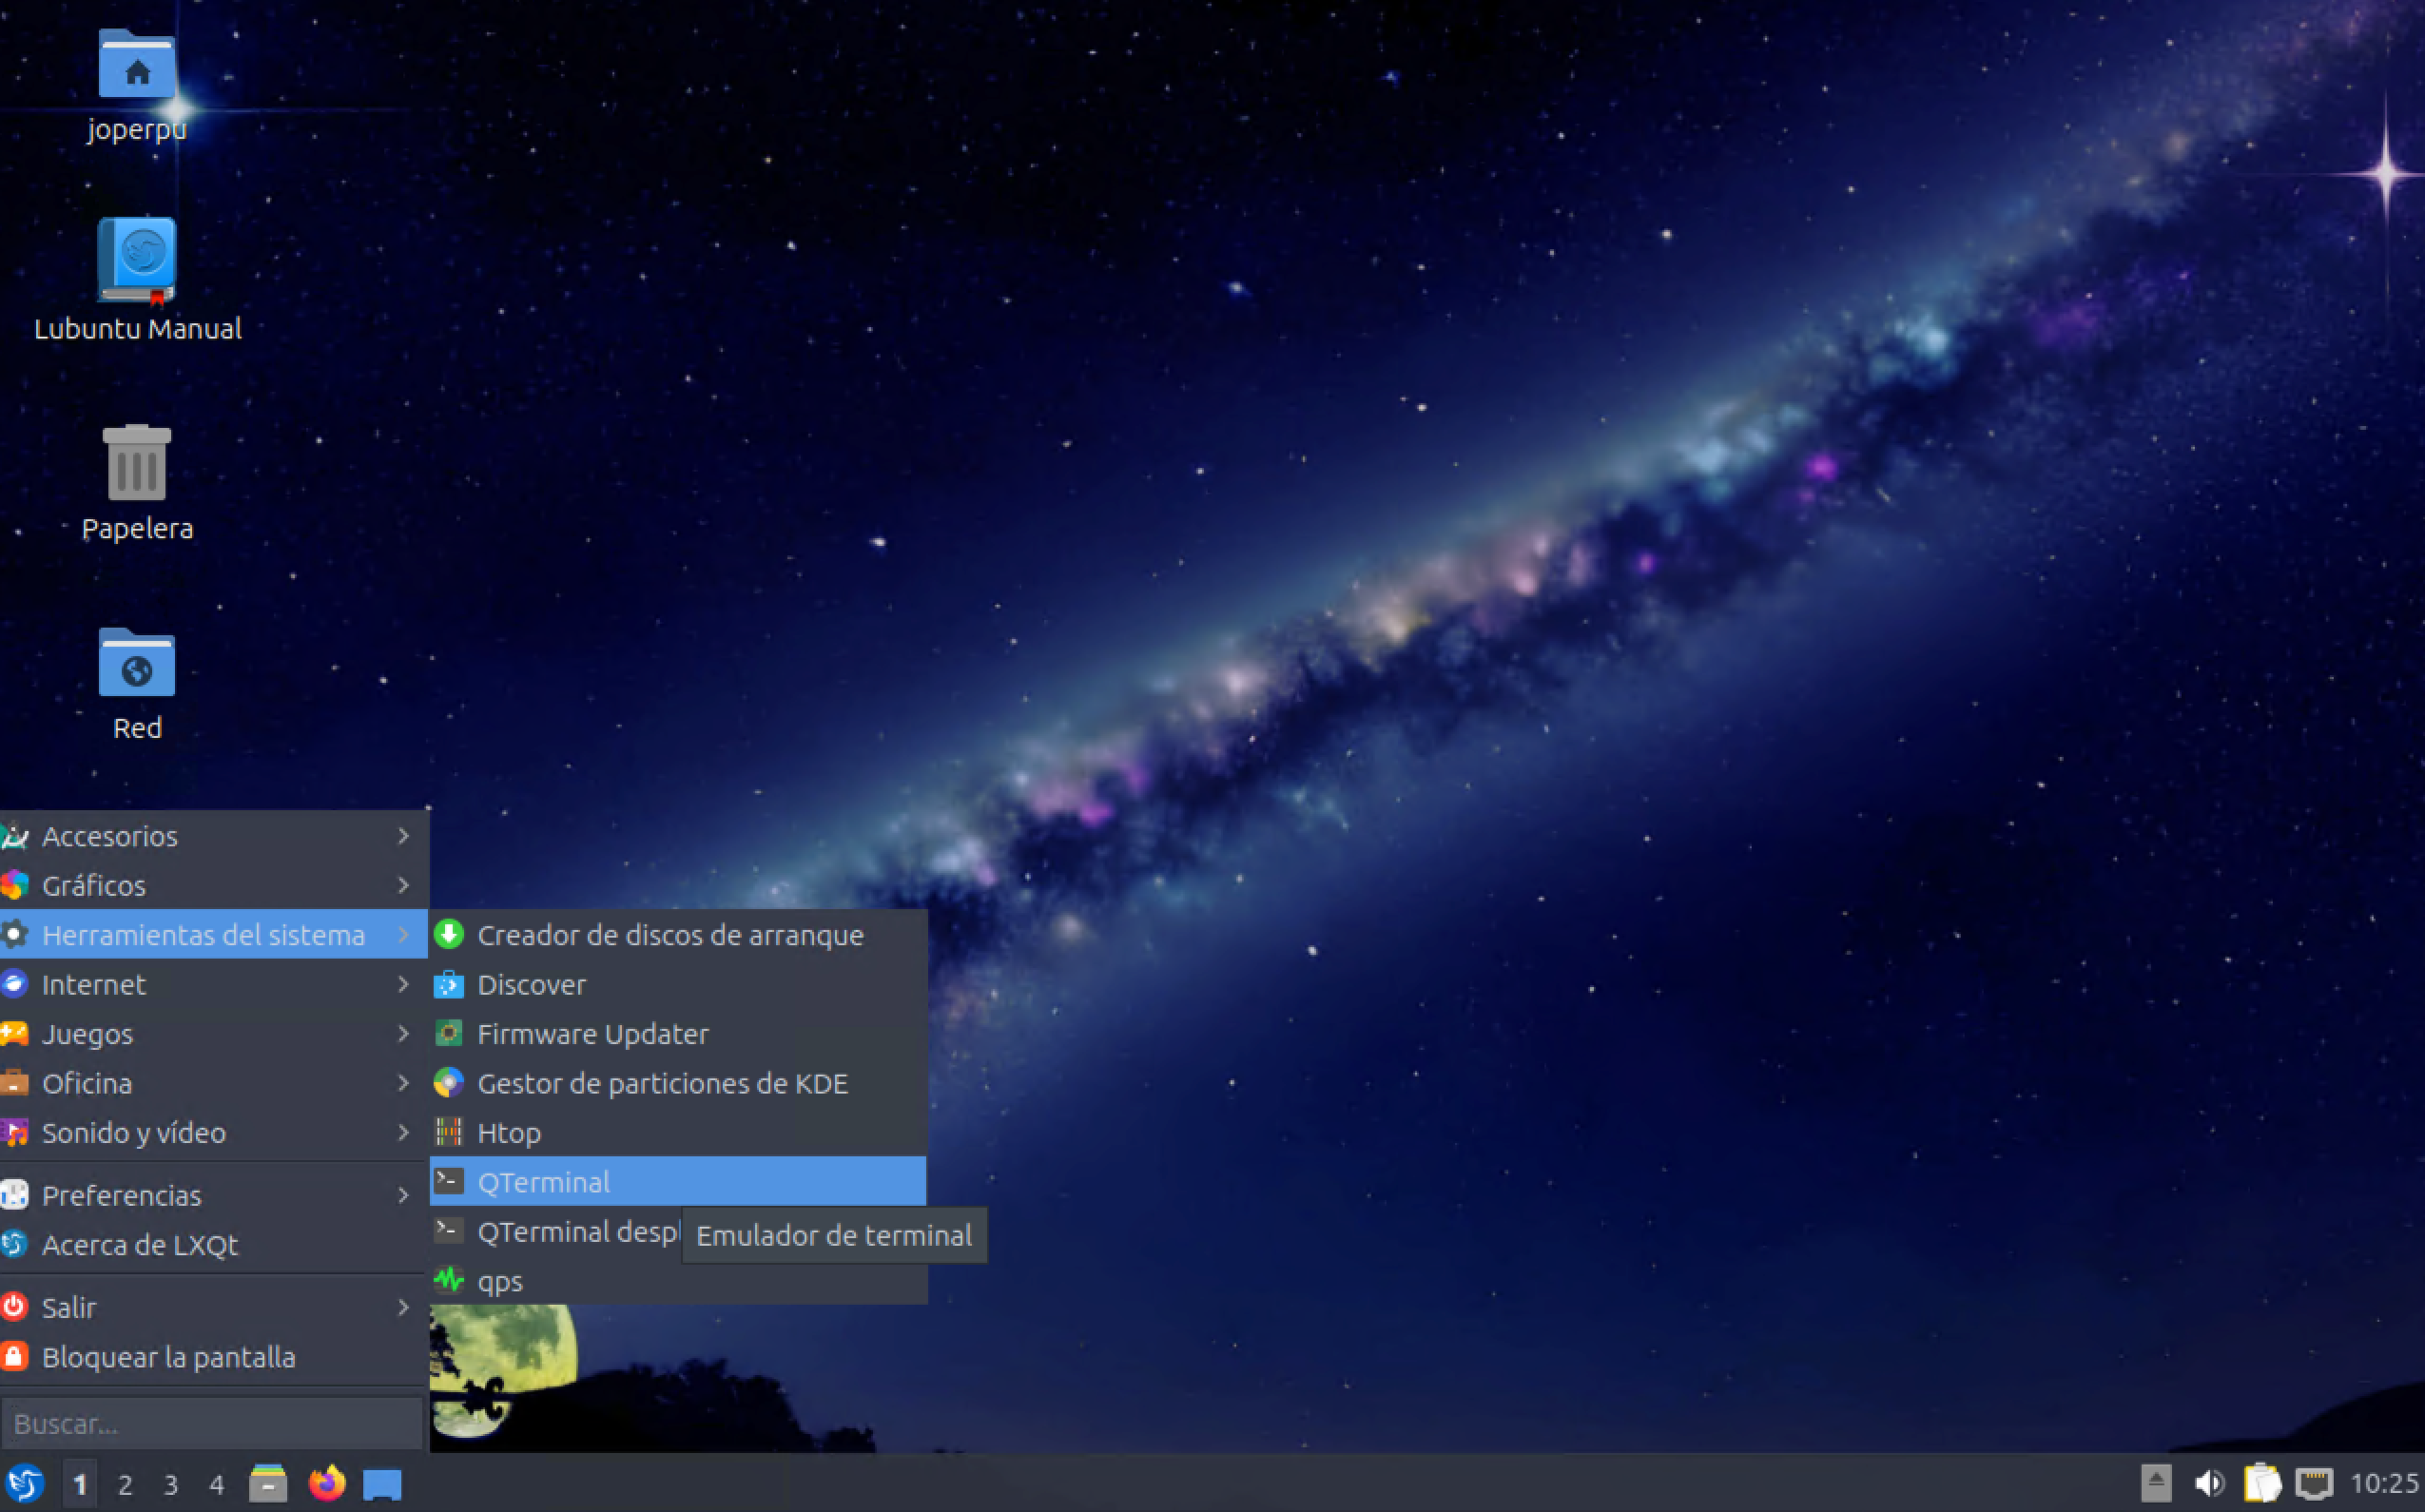 joperpu
Lubuntu Manual
Papelera
Red
Accesorios
Gráficos
Herramientas del sistema
Internet
Juegos
Oficina
Sonido y vídeo
Preferencias
Acerca de LXQt
Salir
Bloquear la pantalla
Buscar...
Creador de discos de arranque
Discover
Firmware Updater
Gestor de particiones de KDE
Htop
QTerminal
QTerminal despl
Emulador de terminal
qps
1 2 3 4
10:25